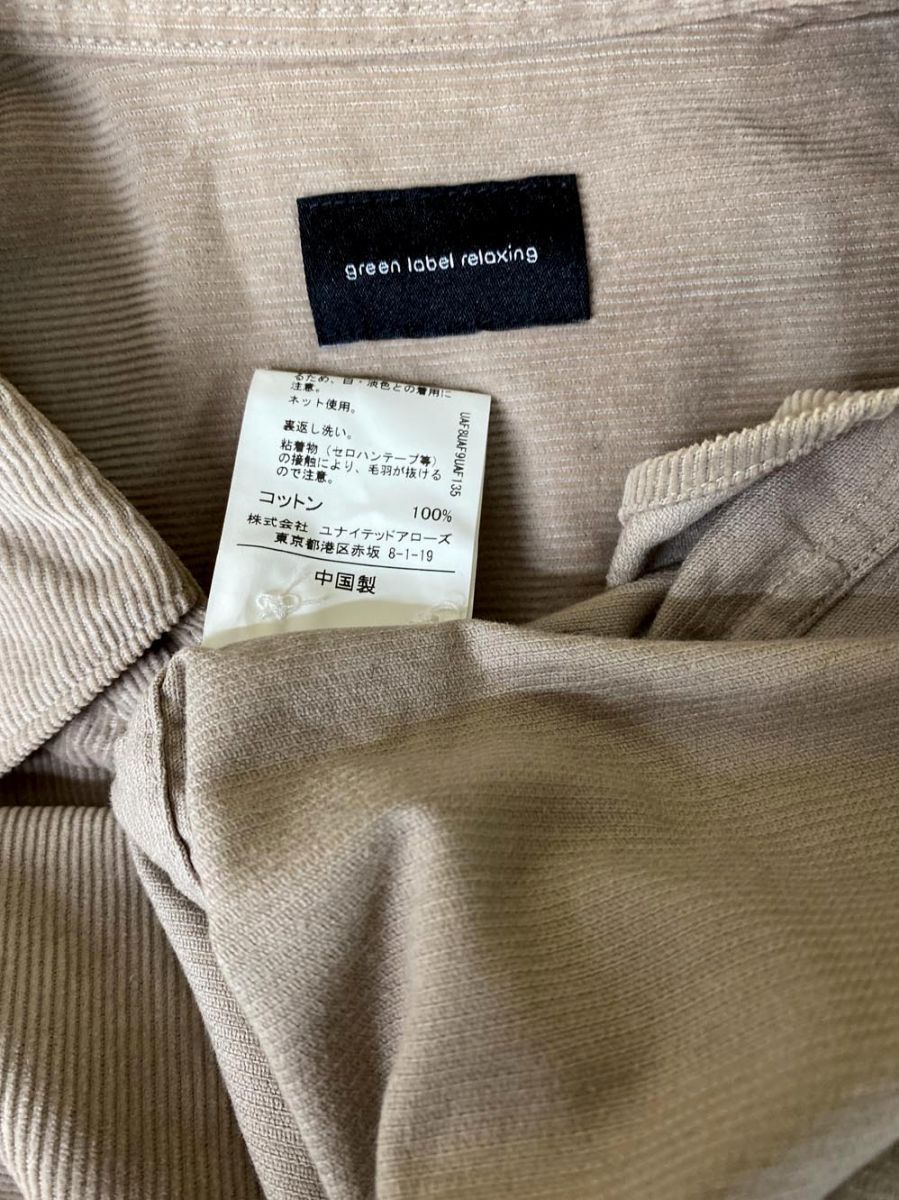 green label relaxing
るため、白・淡色との着用に
注意。
ネット使用。
裏返し洗い。
粘着物（セロハンテープ等）
の接触により、毛羽が抜ける
ので注意。
コットン 100%
株式会社 ユナイテッドアローズ
東京都港区赤坂 8-1-19
中国製
UAF8UAF9UAF135